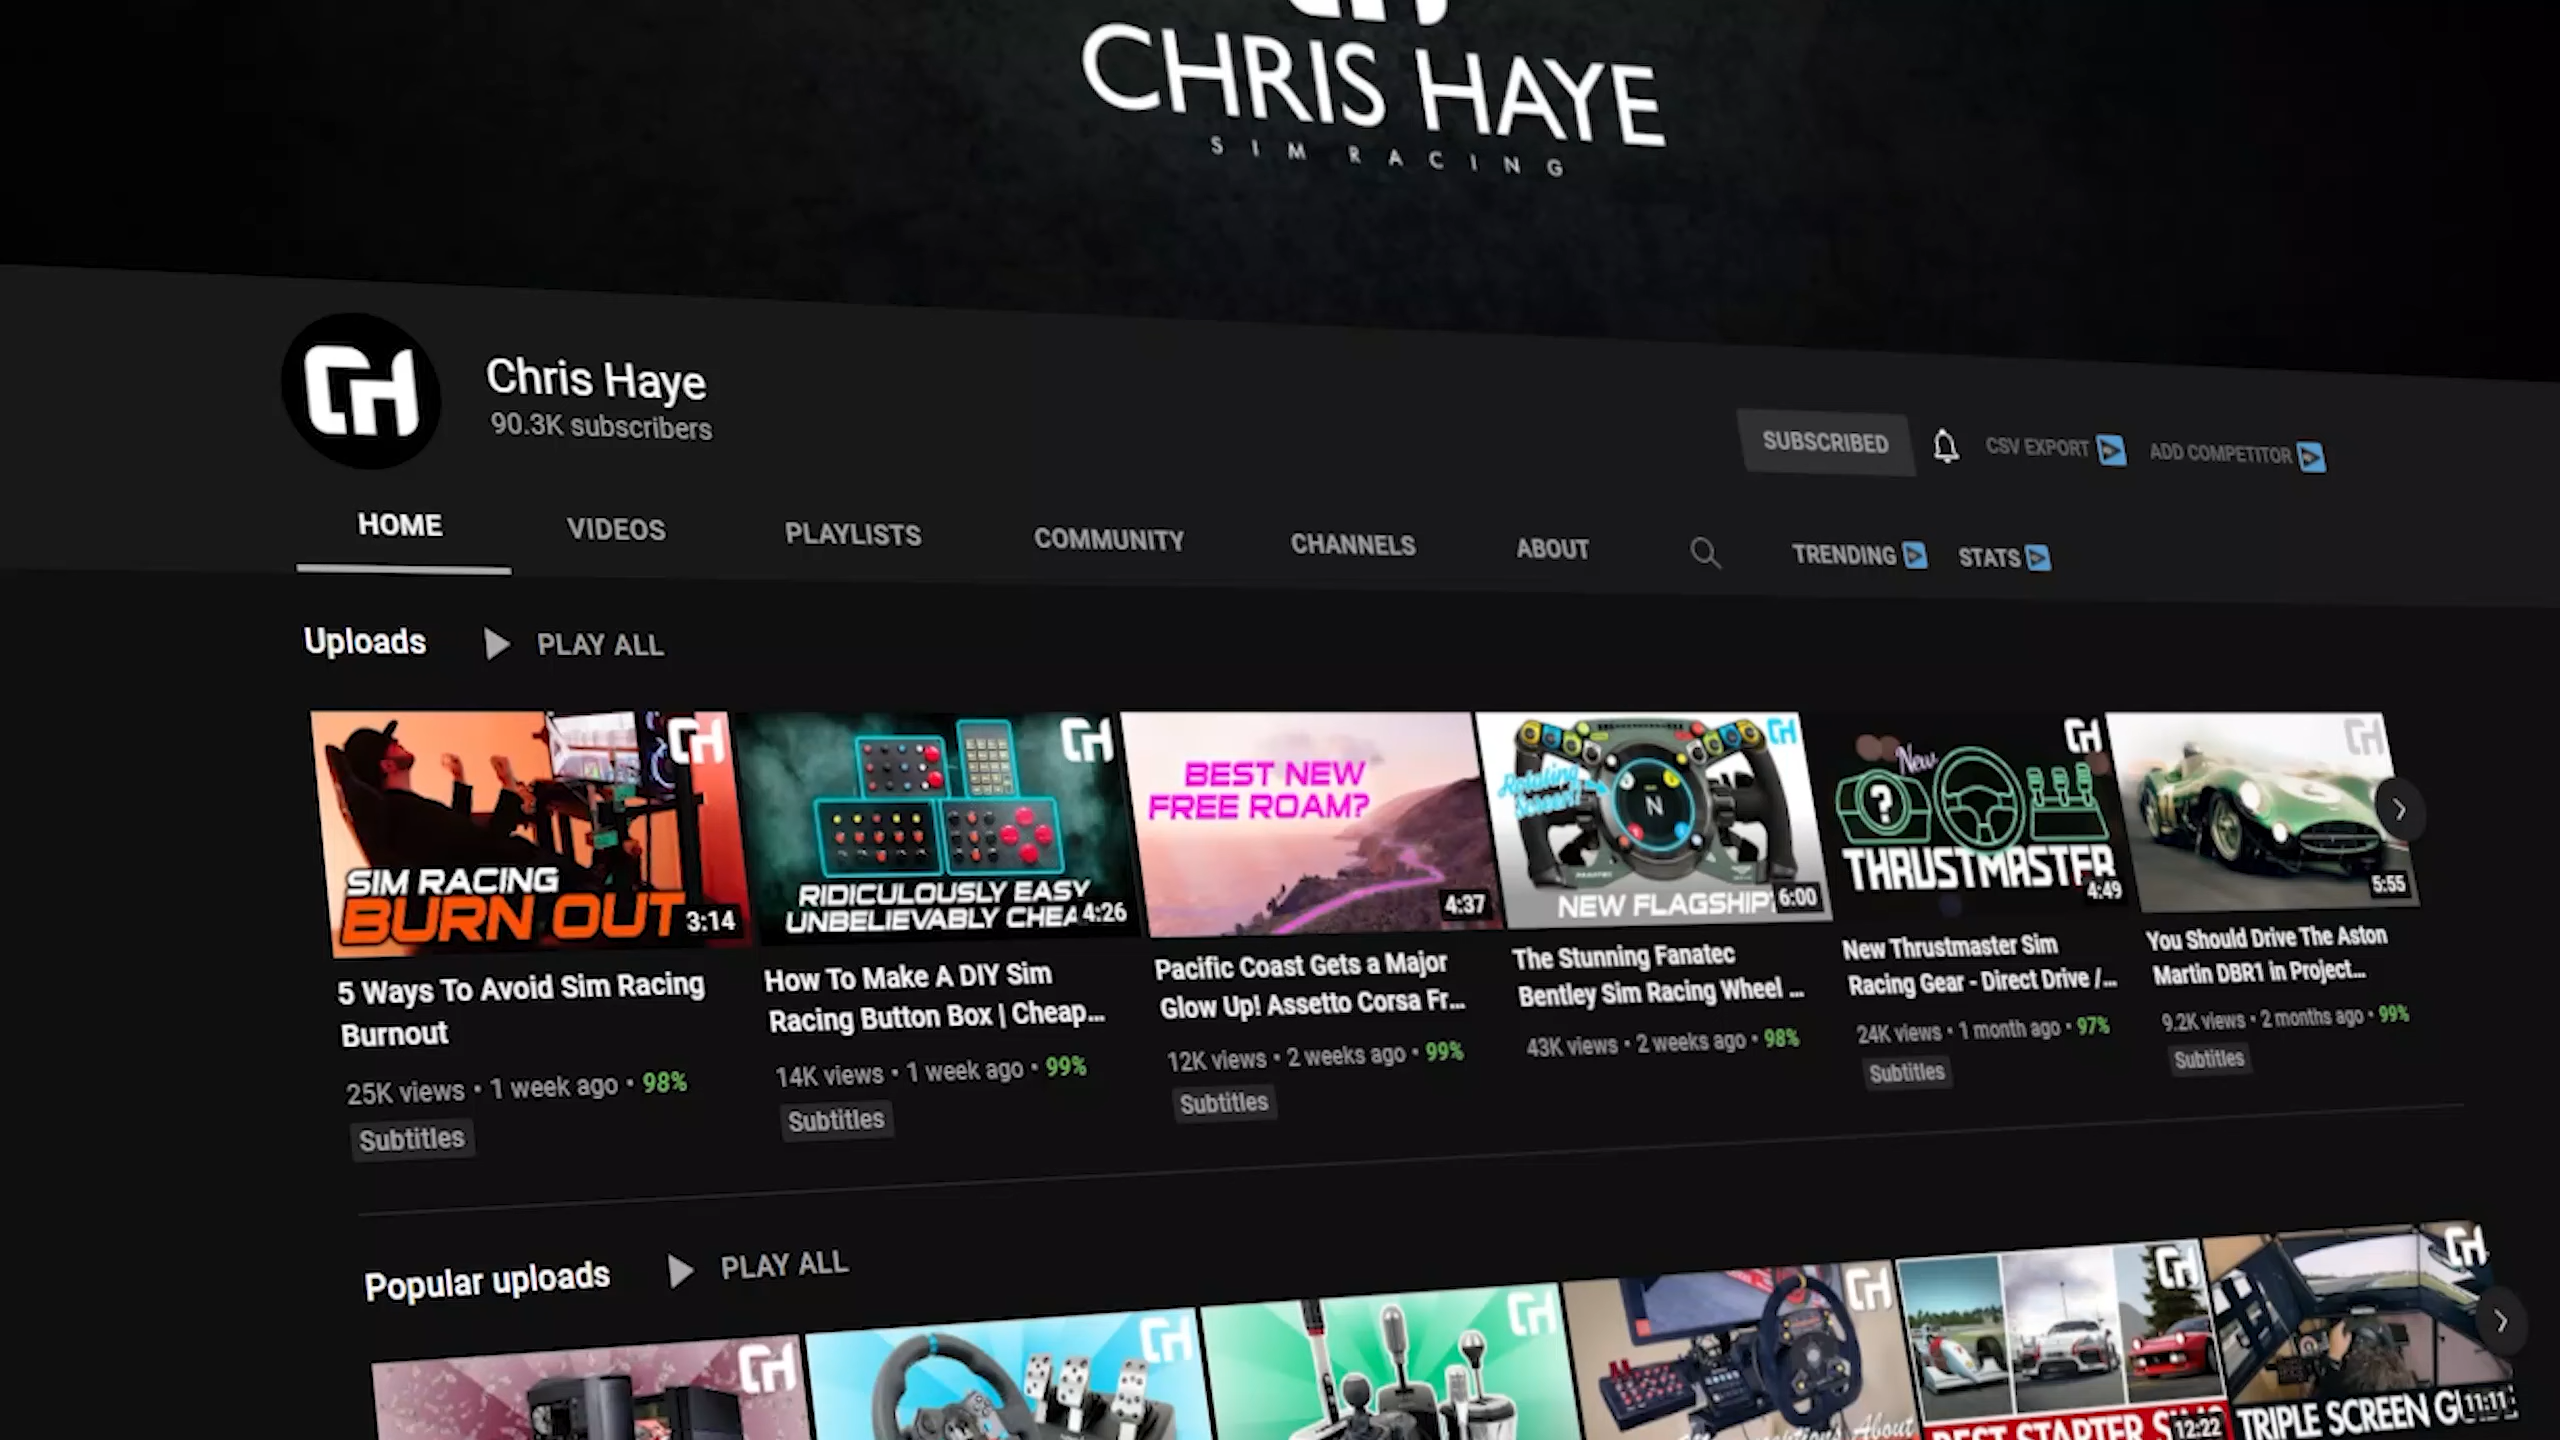 CHRIS HAYE
SIM RACING
Chris Haye
90.3K subscribers
SUBSCRIBED
CSV EXPORT
ADD COMPETITOR
HOME
VIDEOS
PLAYLISTS
COMMUNITY
CHANNELS
ABOUT
TRENDING
STATS
Uploads
PLAY ALL
SIM RACING
BURN OUT
3:14
5 Ways To Avoid Sim Racing
Burnout
25K views • 1 week ago • 98%
Subtitles
RIDICULOUSLY EASY
UNBELIEVABLY CHEA
4:26
How To Make A DIY Sim
Racing Button Box | Cheap...
14K views • 1 week ago • 99%
Subtitles
BEST NEW
FREE ROAM?
4:37
Pacific Coast Gets a Major
Glow Up! Assetto Corsa Fr...
12K views • 2 weeks ago • 99%
Subtitles
Rotating
N
NEW FLAGSHIP?
6:00
The Stunning Fanatec
Bentley Sim Racing Wheel ...
43K views • 2 weeks ago • 98%
New
?
THRUSTMASTER
4:49
New Thrustmaster Sim
Racing Gear - Direct Drive /...
24K views • 1 month ago • 97%
Subtitles
5:55
You Should Drive The Aston
Martin DBR1 in Project...
9.2K views • 2 months ago • 99%
Subtitles
Popular uploads
PLAY ALL
About
BEST STARTER
12:22
TRIPLE SCREEN
11:11